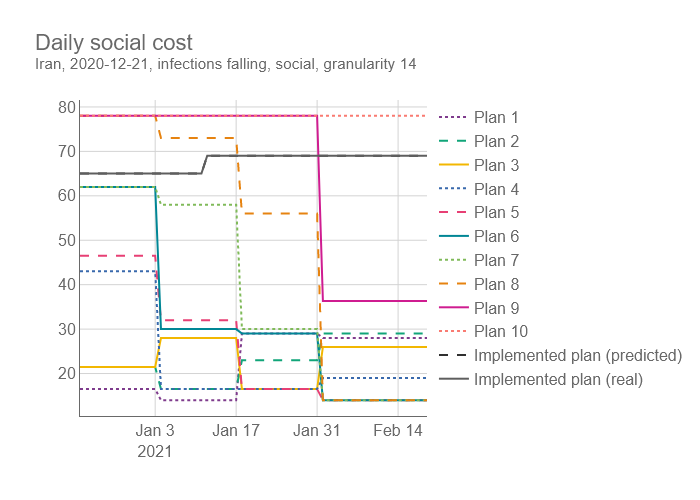 Daily social cost
Iran, 2020-12-21, infections falling, social, granularity 14
80
70
60
50
40
30
20
Jan 3
2021
Jan 17
Jan 31
Feb 14
Plan 1
Plan 2
Plan 3
Plan 4
Plan 5
Plan 6
Plan 7
Plan 8
Plan 9
Plan 10
Implemented plan (predicted)
Implemented plan (real)